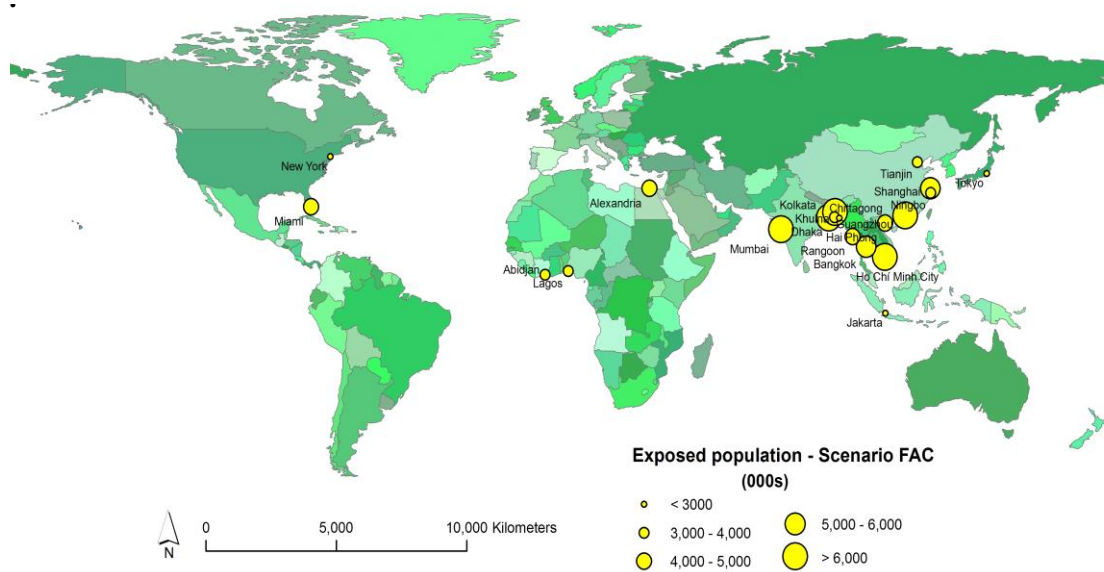 New York
Miami
Alexandria
Abidjan
Lagos
Tianjin
Tokyo
Shanghai
Ningbo
Kolkata
Chittagong
Khulna
Guangzhou
Dhaka
Hai Phong
Mumbai
Rangoon
Bangkok
Ho Chi Minh City
Jakarta
Exposed population - Scenario FAC
(000s)
< 3000
3,000 - 4,000
4,000 - 5,000
5,000 - 6,000
> 6,000
N
0 5,000 10,000 Kilometers